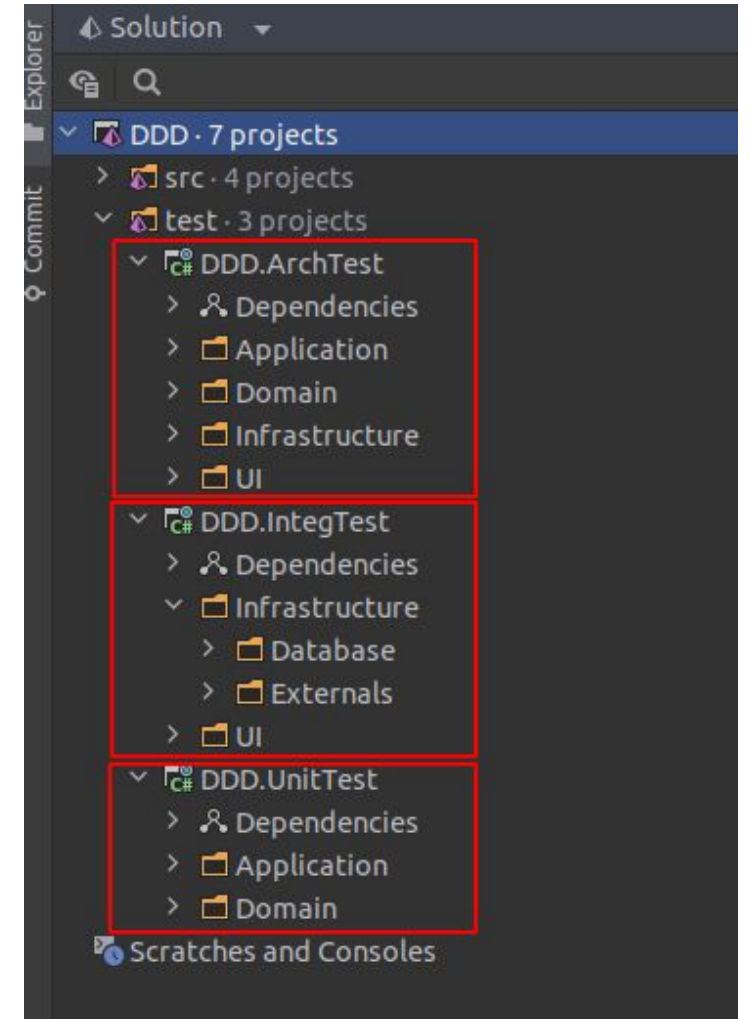 Explorer
Commit
Solution
DDD · 7 projects
src · 4 projects
test · 3 projects
C# DDD.ArchTest
Dependencies
Application
Domain
Infrastructure
UI
C# DDD.IntegTest
Dependencies
Infrastructure
Database
Externals
UI
C# DDD.UnitTest
Dependencies
Application
Domain
Scratches and Consoles